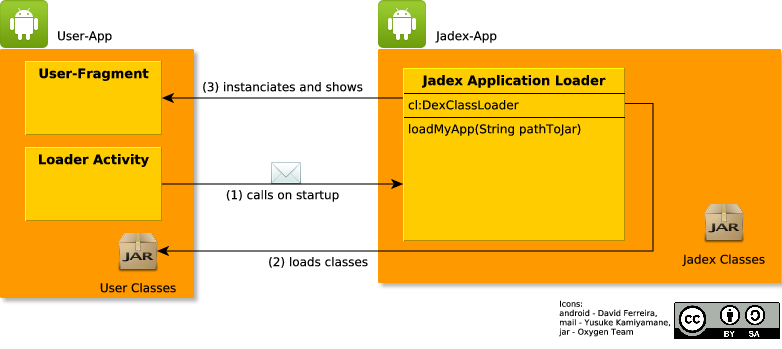 User-App
Jadex-App
User-Fragment
Loader Activity
JAR
User Classes
(3) instanciates and shows
(1) calls on startup
(2) loads classes
Jadex Application Loader
cl:DexClassLoader
loadMyApp(String pathToJar)
JAR
Jadex Classes
Icons:
android - David Ferreira,
mail - Yusuke Kamiyamane,
jar - Oxygen Team
cc
BY SA